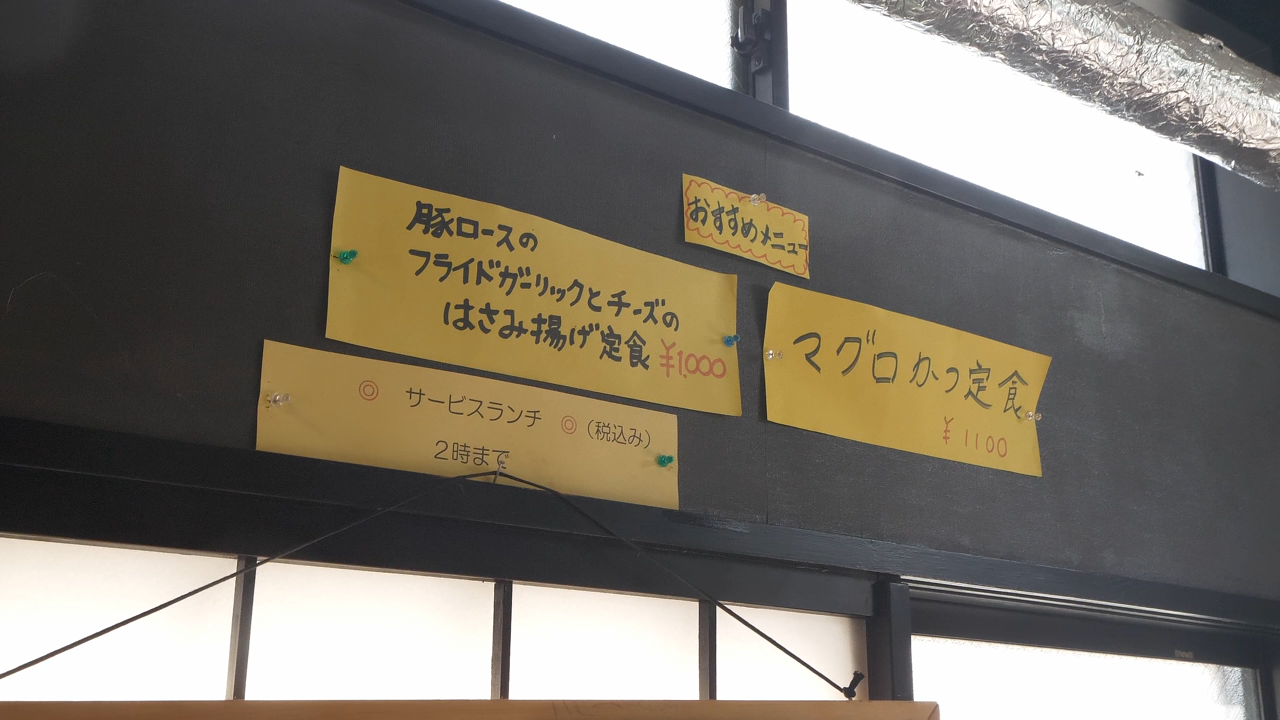 おすすめメニュー
豚ロースの
フライドガーリックとチーズの
はさみ揚げ定食 ¥1,000
マグロかつ定食
¥1100
◎ サービスランチ ◎ (税込み)
2時まで